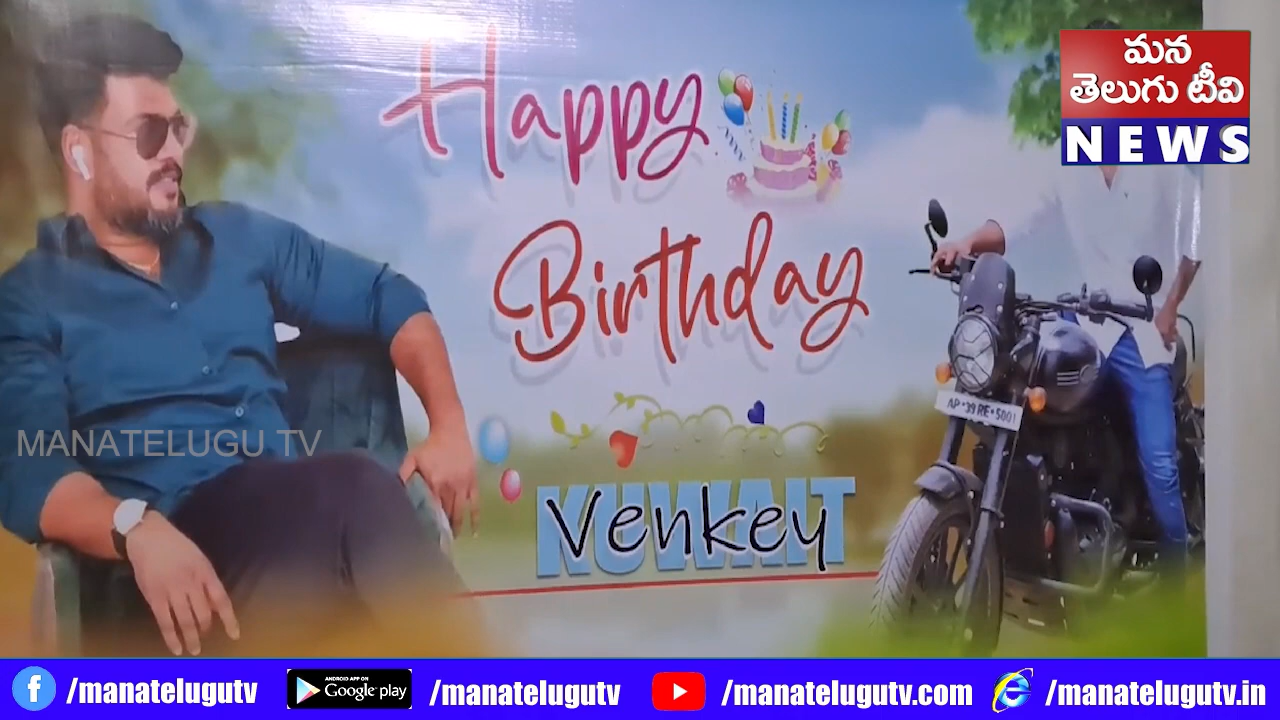 Happy
Birthday
KUWAIT
Venkey
AP•39 RE•5001
మన
తెలుగు టీవి
NEWS
MANATELUGU TV
f /manatelugutv
ANDROID APP ON
Google play
/manatelugutv
/manatelugutv.com
/manatelugutv.in